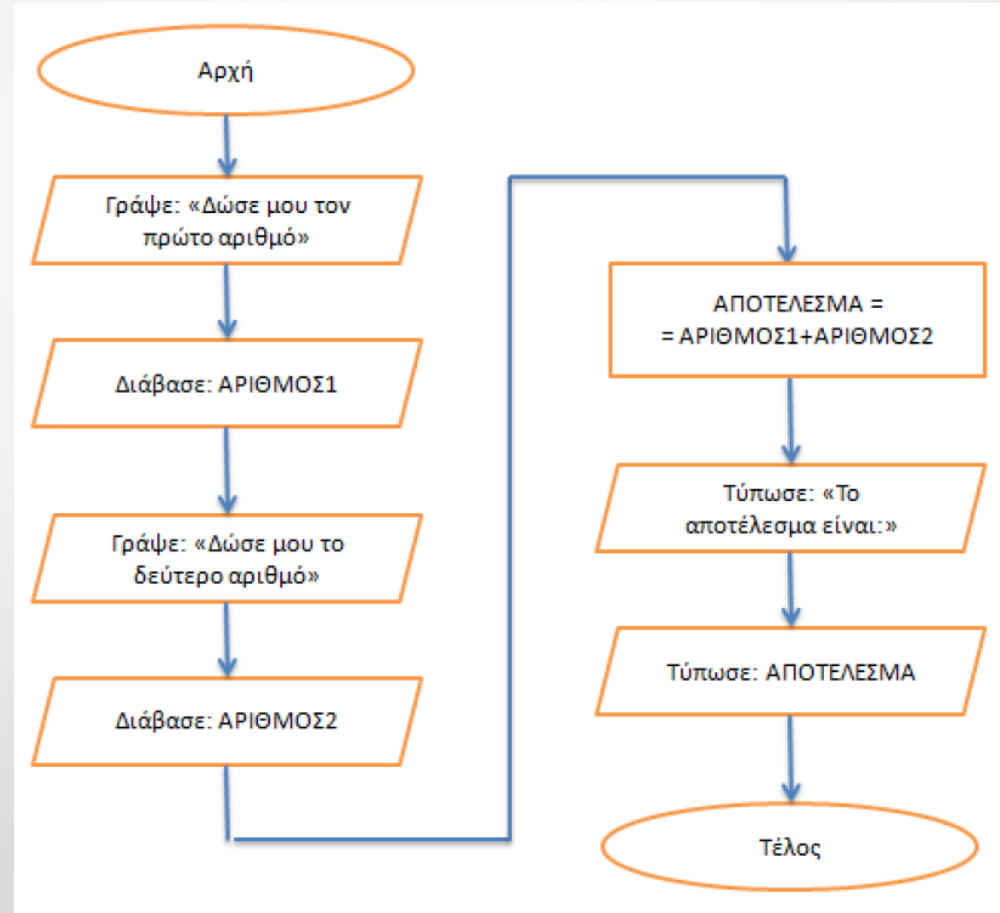 Αρχή
Γράψε: «Δώσε μου τον
πρώτο αριθμό»
Διάβασε: ΑΡΙΘΜΟΣ1
Γράψε: «Δώσε μου το
δεύτερο αριθμό»
Διάβασε: ΑΡΙΘΜΟΣ2
ΑΠΟΤΕΛΕΣΜΑ =
= ΑΡΙΘΜΟΣ1+ΑΡΙΘΜΟΣ2
Τύπωσε: «Το
αποτέλεσμα είναι:»
Τύπωσε: ΑΠΟΤΕΛΕΣΜΑ
Τέλος